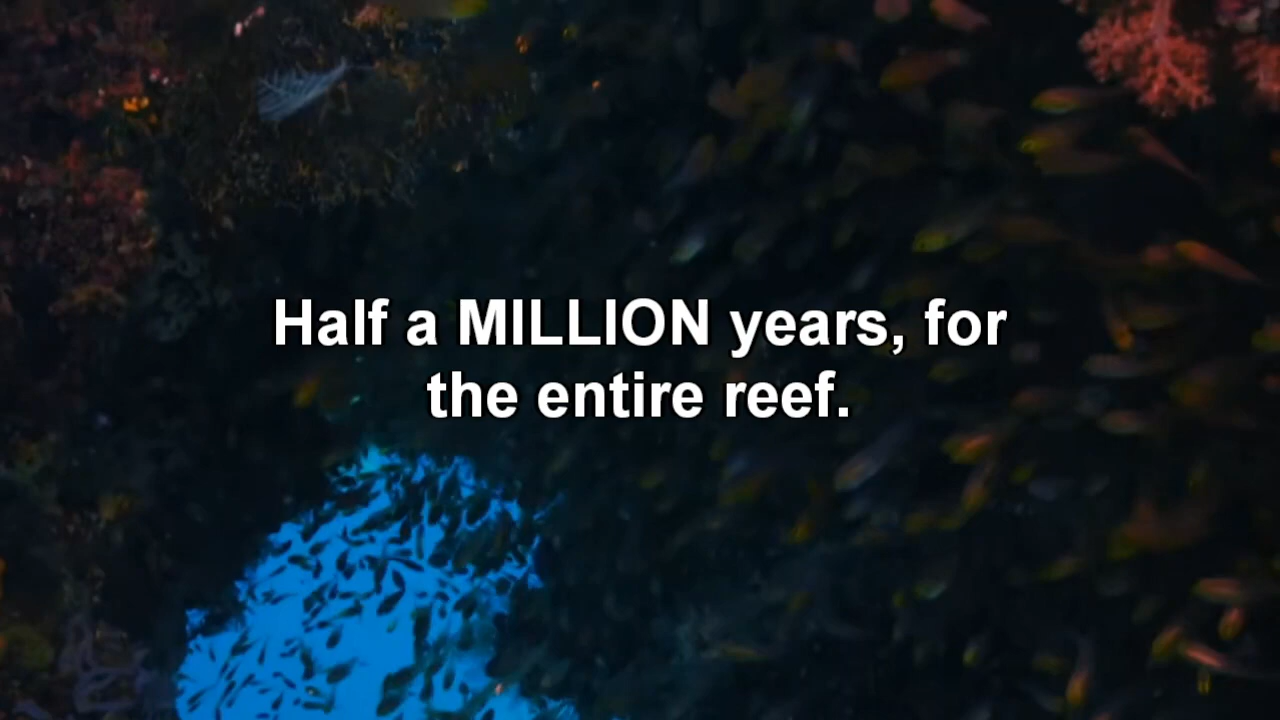 Half a MILLION years, for
the entire reef.